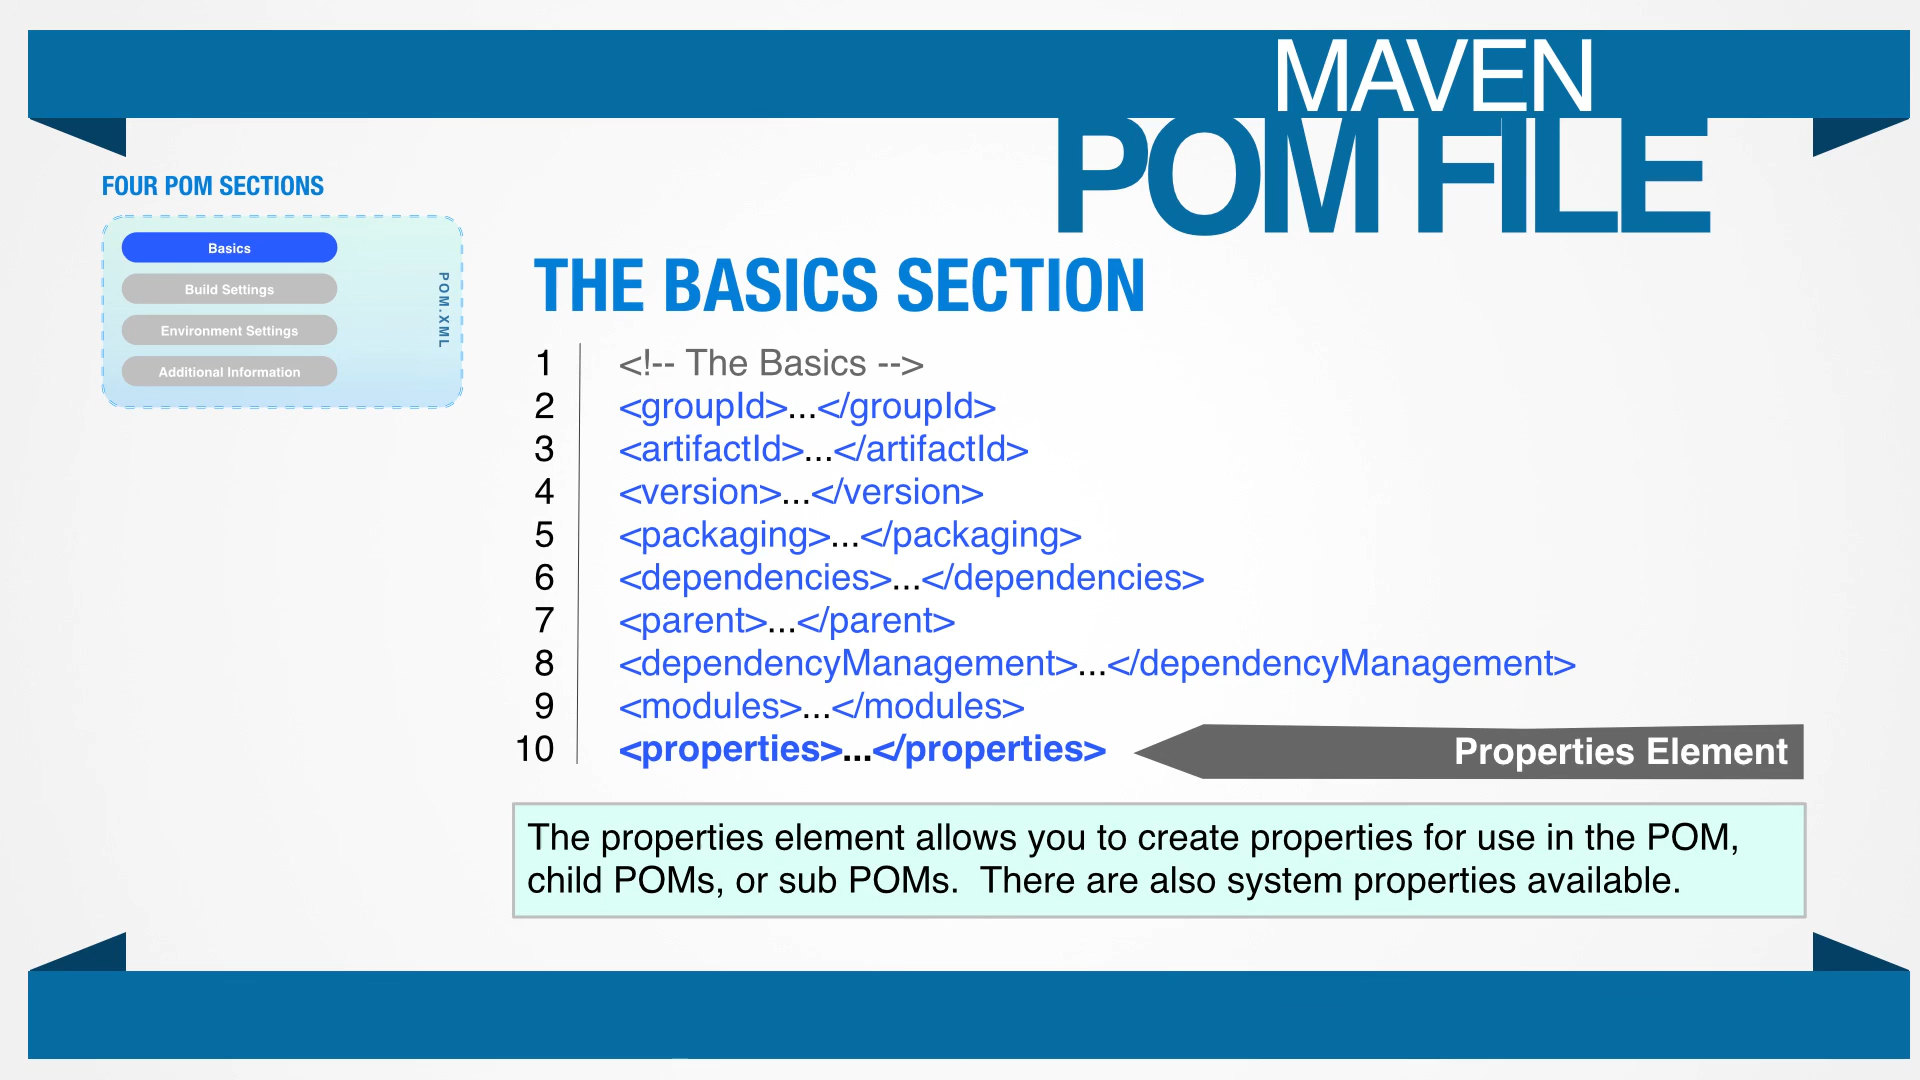 MAVEN
POM FILE
FOUR POM SECTIONS
Basics
Build Settings
Environment Settings
Additional Information
POM.XML
THE BASICS SECTION
1 <!-- The Basics -->
2 <groupId>...</groupId>
3 <artifactId>...</artifactId>
4 <version>...</version>
5 <packaging>...</packaging>
6 <dependencies>...</dependencies>
7 <parent>...</parent>
8 <dependencyManagement>...</dependencyManagement>
9 <modules>...</modules>
10 <properties>...</properties>
Properties Element
The properties element allows you to create properties for use in the POM,
child POMs, or sub POMs.  There are also system properties available.